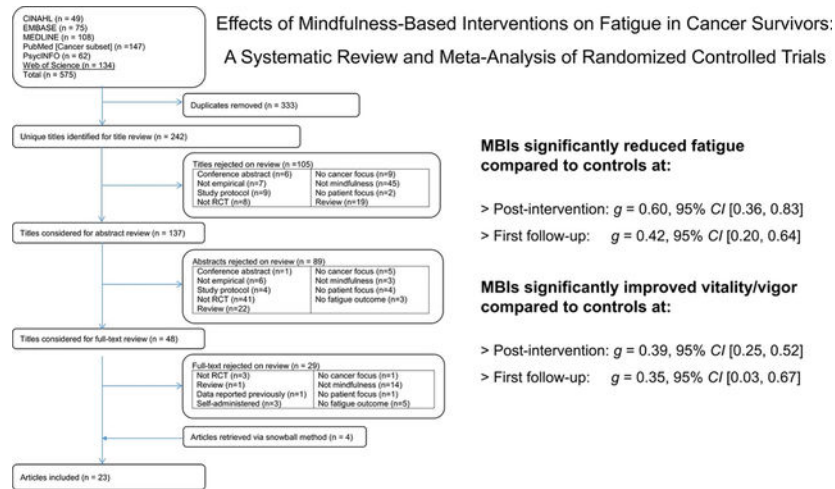 CINAHL (n = 49)
EMBASE (n = 75)
MEDLINE (n = 108)
PubMed [Cancer subset] (n =147)
PsycINFO (n = 62)
Web of Science (n = 134)
Total (n = 575)
Effects of Mindfulness-Based Interventions on Fatigue in Cancer Survivors:
A Systematic Review and Meta-Analysis of Randomized Controlled Trials
Duplicates removed (n = 333)
Unique titles identified for title review (n = 242)
Titles rejected on review (n =105)
Conference abstract (n=6) No cancer focus (n=9)
Not empirical (n=7) Not mindfulness (n=45)
Study protocol (n=9) No patient focus (n=2)
Not RCT (n=8) Review (n=19)
Titles considered for abstract review (n = 137)
Abstracts rejected on review (n = 89)
Conference abstract (n=1) No cancer focus (n=5)
Not empirical (n=6) Not mindfulness (n=3)
Study protocol (n=4) No patient focus (n=4)
Not RCT (n=41) No fatigue outcome (n=3)
Review (n=22)
Titles considered for full-text review (n = 48)
Full-text rejected on review (n = 29)
Not RCT (n=3) No cancer focus (n=1)
Review (n=1) Not mindfulness (n=14)
Data reported previously (n=1) No patient focus (n=1)
Self-administered (n=3) No fatigue outcome (n=5)
Articles retrieved via snowball method (n = 4)
Articles included (n = 23)
MBIs significantly reduced fatigue
compared to controls at:
> Post-intervention: g = 0.60, 95% CI [0.36, 0.83]
> First follow-up: g = 0.42, 95% CI [0.20, 0.64]
MBIs significantly improved vitality/vigor
compared to controls at:
> Post-intervention: g = 0.39, 95% CI [0.25, 0.52]
> First follow-up: g = 0.35, 95% CI [0.03, 0.67]